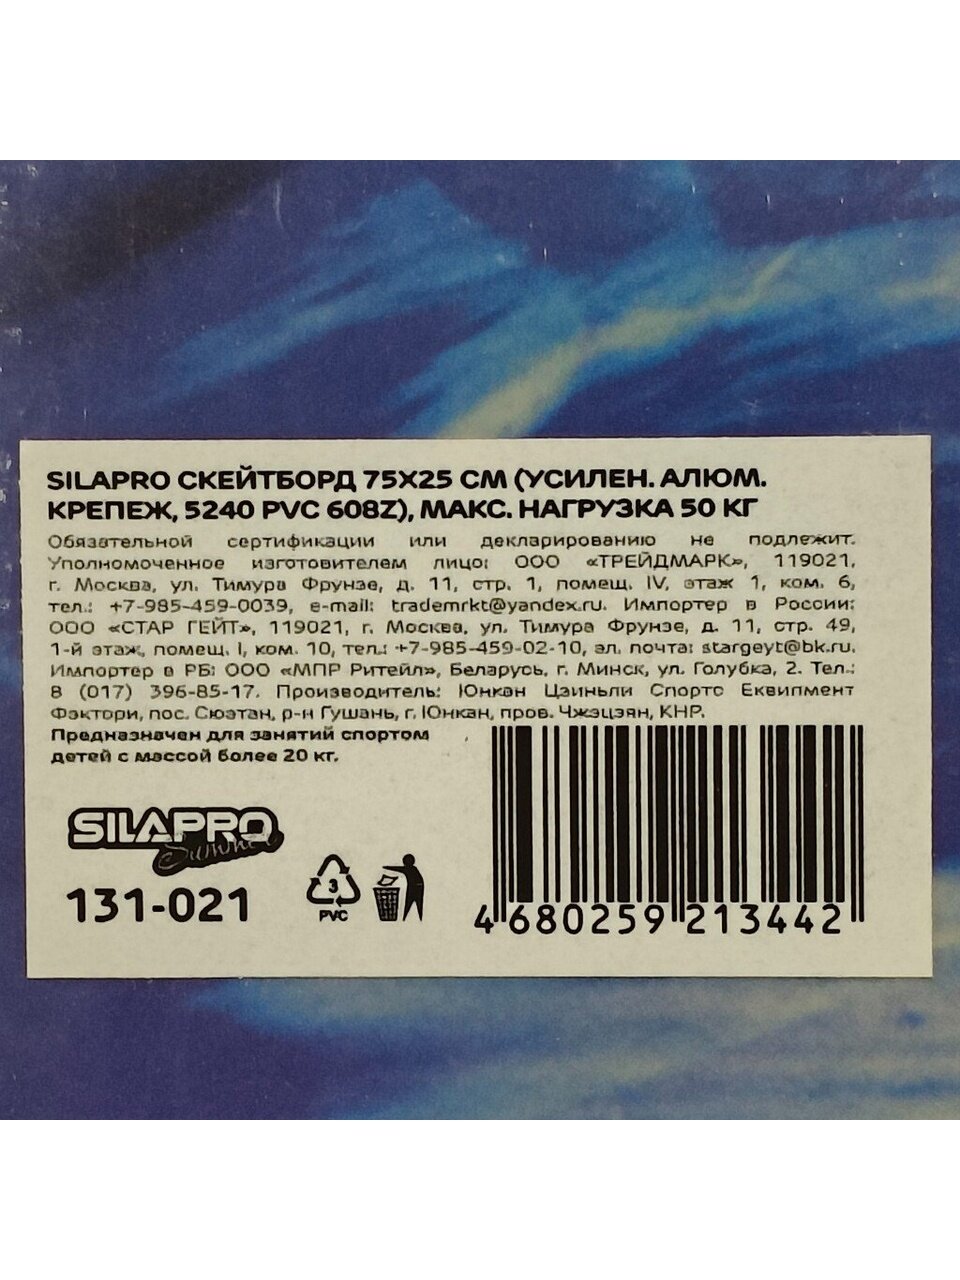 SILAPRO СКЕЙТБОРД 75X25 СМ (УСИЛЕН. АЛЮМ.
КРЕПЕЖ, 5240 PVC 608Z), МАКС. НАГРУЗКА 50 КГ
Обязательной сертификации или декларированию не подлежит.
Уполномоченное изготовителем лицо: ООО «ТРЕЙДМАРК», 119021,
г. Москва, ул. Тимура Фрунзе, д. 11, стр. 1, помещ. IV, этаж 1, ком. 6,
тел.: +7-985-459-0039, e-mail: trademrkt@yandex.ru. Импортер в России:
ООО «СТАР ГЕЙТ», 119021, г. Москва, ул. Тимура Фрунзе, д. 11, стр. 49,
1-й этаж, помещ. I, ком. 10, тел.: +7-985-459-02-10, эл. почта: stargeyt@bk.ru.
Импортер в РБ: ООО «МПР Ритейл», Беларусь, г. Минск, ул. Голубка, 2. Тел.:
8 (017) 396-85-17. Производитель: Юнкан Цзиньли Спортс Еквипмент
Фэктори, пос. Сюэтан, р-н Гушань, г. Юнкан, пров. Чжэцзян, КНР.
Предназначен для занятий спортом
детей с массой более 20 кг.
SILAPRO
Summer
131-021
3
PVC
4 680259 213442